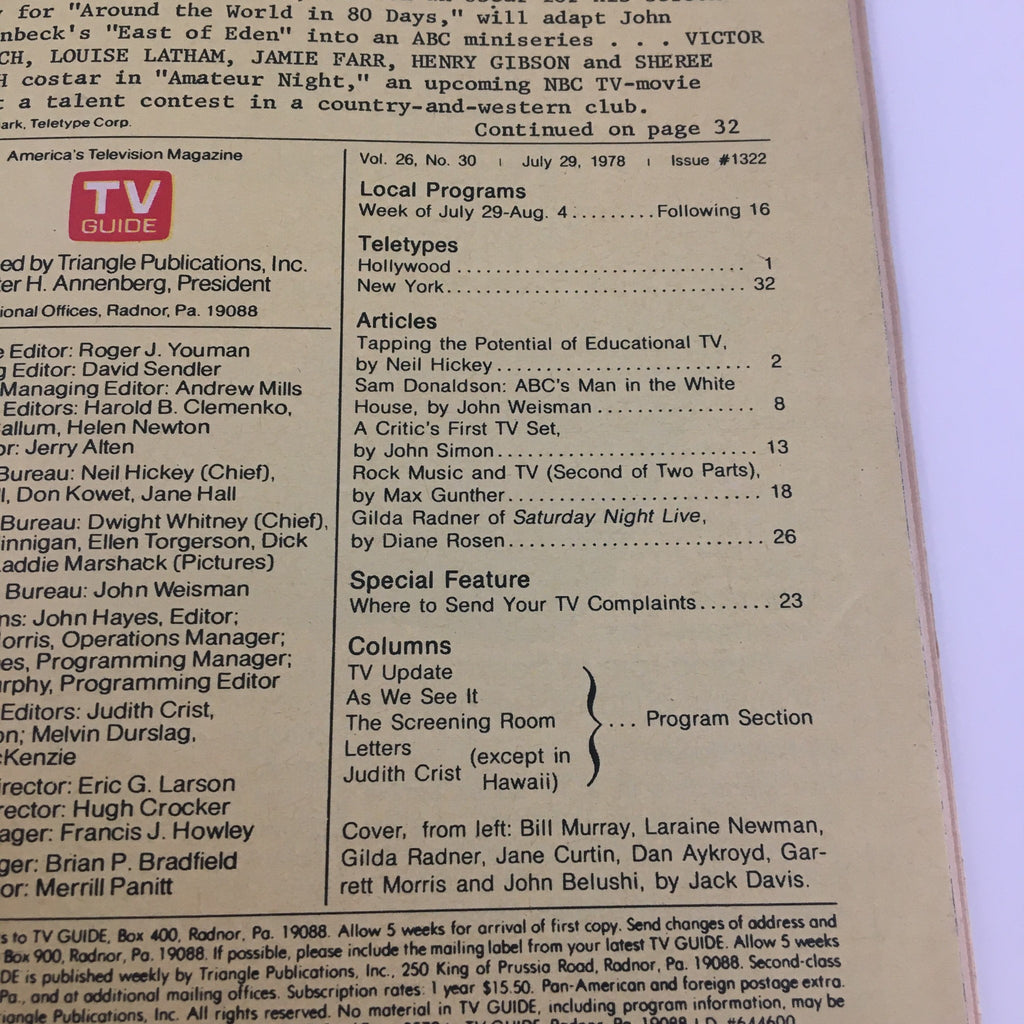 for "Around the World in 80 Days," will adapt John
nbeck's "East of Eden" into an ABC miniseries . . . VICTOR
CH, LOUISE LATHAM, JAMIE FARR, HENRY GIBSON and SHEREE
H costar in "Amateur Night," an upcoming NBC TV-movie
t a talent contest in a country-and-western club.
ark, Teletype Corp.
Continued on page 32
America's Television Magazine
TV
GUIDE
ed by Triangle Publications, Inc.
er H. Annenberg, President
ional Offices, Radnor, Pa. 19088
e Editor: Roger J. Youman
g Editor: David Sendler
Managing Editor: Andrew Mills
Editors: Harold B. Clemenko,
allum, Helen Newton
or: Jerry Alten
Bureau: Neil Hickey (Chief),
l, Don Kowet, Jane Hall
Bureau: Dwight Whitney (Chief),
innigan, Ellen Torgerson, Dick
addie Marshack (Pictures)
Bureau: John Weisman
ns: John Hayes, Editor;
orris, Operations Manager;
es, Programming Manager;
rphy, Programming Editor
Editors: Judith Crist,
on; Melvin Durslag,
cKenzie
irector: Eric G. Larson
rector: Hugh Crocker
ager: Francis J. Howley
ger: Brian P. Bradfield
or: Merrill Panitt
Vol. 26, No. 30 | July 29, 1978 | Issue #1322
Local Programs
Week of July 29-Aug. 4.........Following 16
Teletypes
Hollywood .............................. 1
New York................................ 32
Articles
Tapping the Potential of Educational TV,
by Neil Hickey.......................... 2
Sam Donaldson: ABC's Man in the White
House, by John Weisman ................ 8
A Critic's First TV Set,
by John Simon........................... 13
Rock Music and TV (Second of Two Parts),
by Max Gunther.......................... 18
Gilda Radner of Saturday Night Live,
by Diane Rosen.......................... 26
Special Feature
Where to Send Your TV Complaints....... 23
Columns
TV Update
As We See It
The Screening Room
Letters
Judith Crist (except in
Hawaii)
... Program Section
Cover, from left: Bill Murray, Laraine Newman,
Gilda Radner, Jane Curtin, Dan Aykroyd, Gar-
rett Morris and John Belushi, by Jack Davis.
s to TV GUIDE, Box 400, Radnor, Pa. 19088. Allow 5 weeks for arrival of first copy. Send changes of address and
Box 900, Radnor, Pa. 19088. If possible, please include the mailing label from your latest TV GUIDE. Allow 5 weeks
DE is published weekly by Triangle Publications, Inc., 250 King of Prussia Road, Radnor, Pa. 19088. Second-class
Pa., and at additional mailing offices. Subscription rates: 1 year $15.50. Pan-American and foreign postage extra.
iangle Publications, Inc. All rights reserved. No material in TV GUIDE, including program information, may be